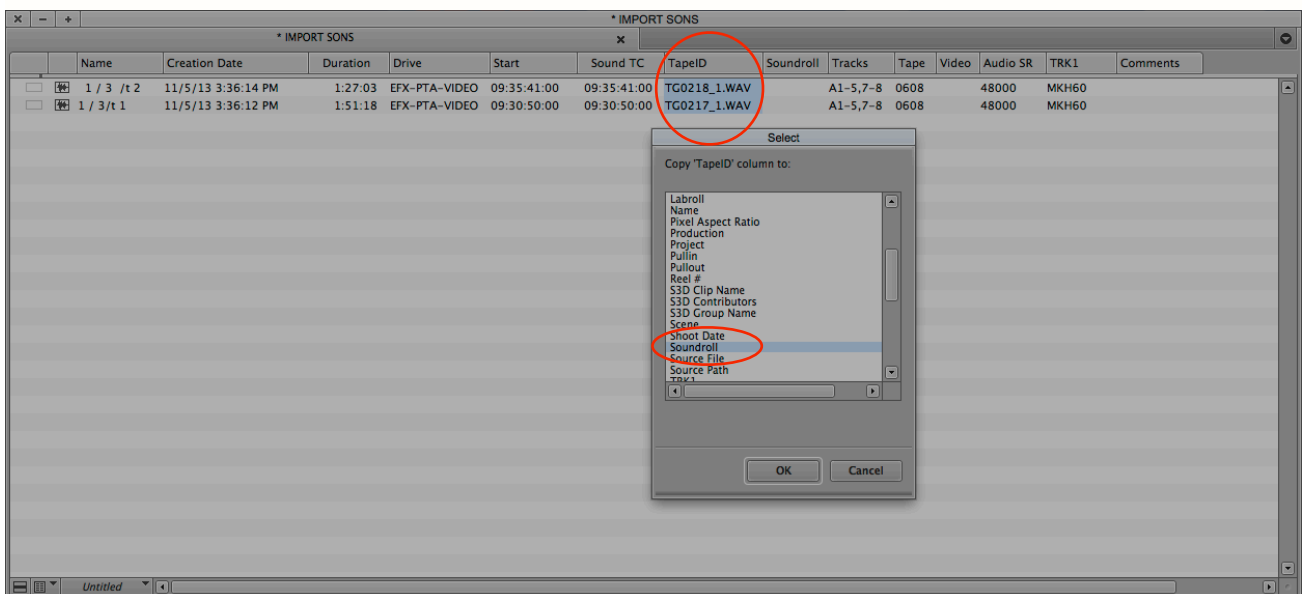 * IMPORT SONS
* IMPORT SONS
Name Creation Date Duration Drive Start Sound TC TapeID Soundroll Tracks Tape Video Audio SR TRK1 Comments
1 / 3 /t 2 11/5/13 3:36:14 PM 1:27:03 EFX-PTA-VIDEO 09:35:41:00 09:35:41:00 TG0218_1.WAV A1-5,7-8 0608 48000 MKH60
1 / 3/t 1 11/5/13 3:36:12 PM 1:51:18 EFX-PTA-VIDEO 09:30:50:00 09:30:50:00 TG0217_1.WAV A1-5,7-8 0608 48000 MKH60
Select
Copy 'TapeID' column to:
Labroll
Name
Pixel Aspect Ratio
Production
Project
Pullin
Pullout
Reel #
S3D Clip Name
S3D Contributors
S3D Group Name
Scene
Shoot Date
Soundroll
Source File
Source Path
TRK1
OK Cancel
Untitled